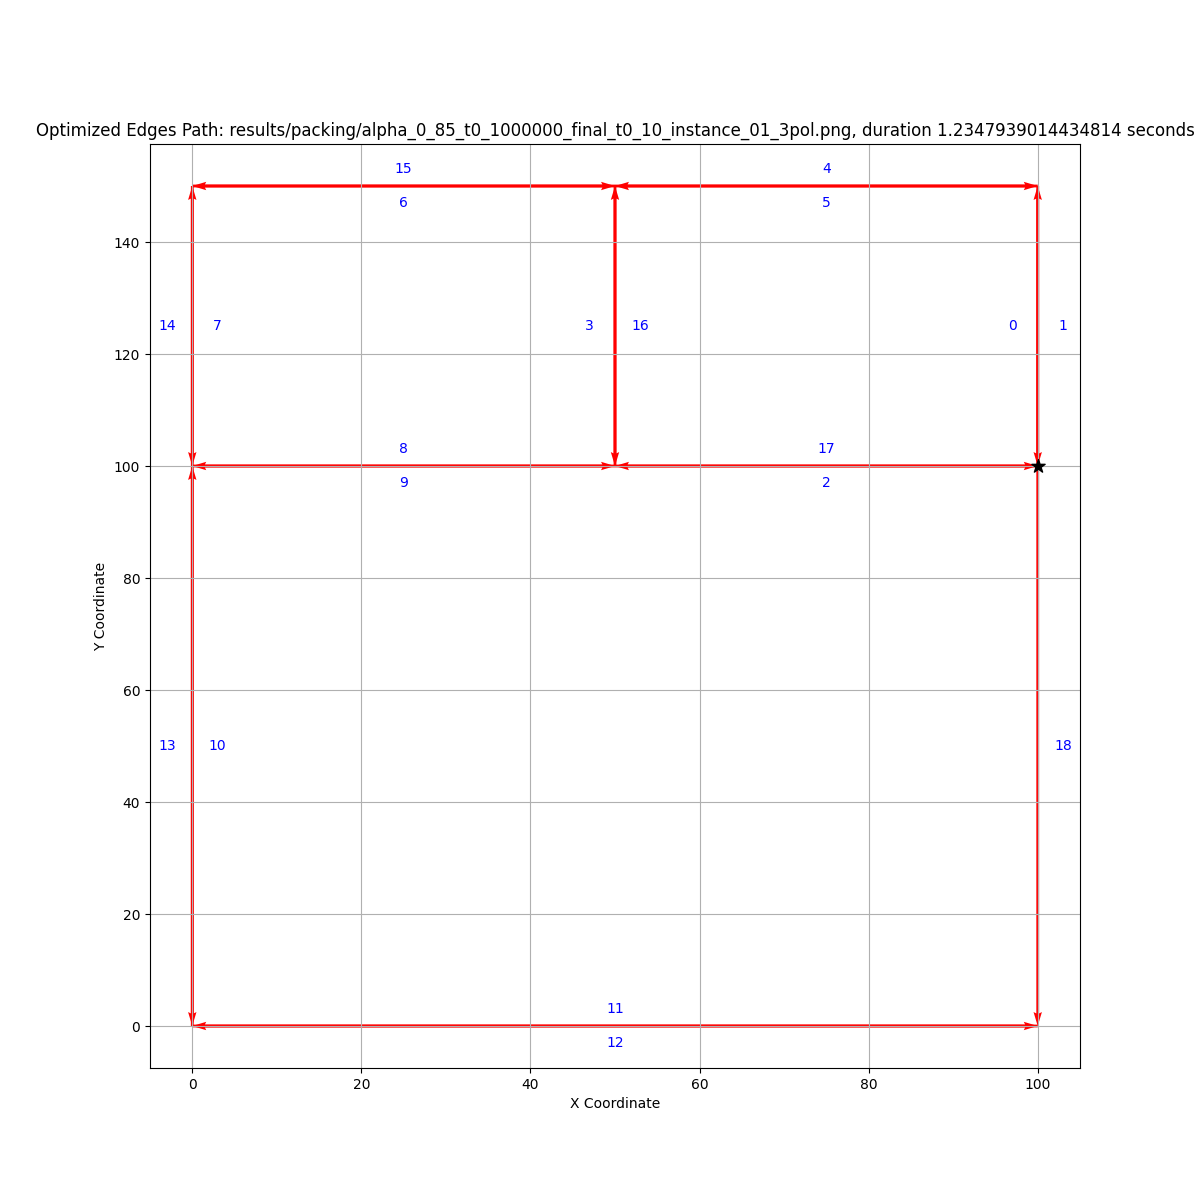 Optimized Edges Path: results/packing/alpha_0_85_t0_1000000_final_t0_10_instance_01_3pol.png, duration 1.2347939014434814 seconds
15 4
6 5
140
14 7 3 16 0 1
120
8 17
100
9 2
80
Y Coordinate
60
13 10 18
40
20
11
0
12
0 20 40 60 80 100
X Coordinate